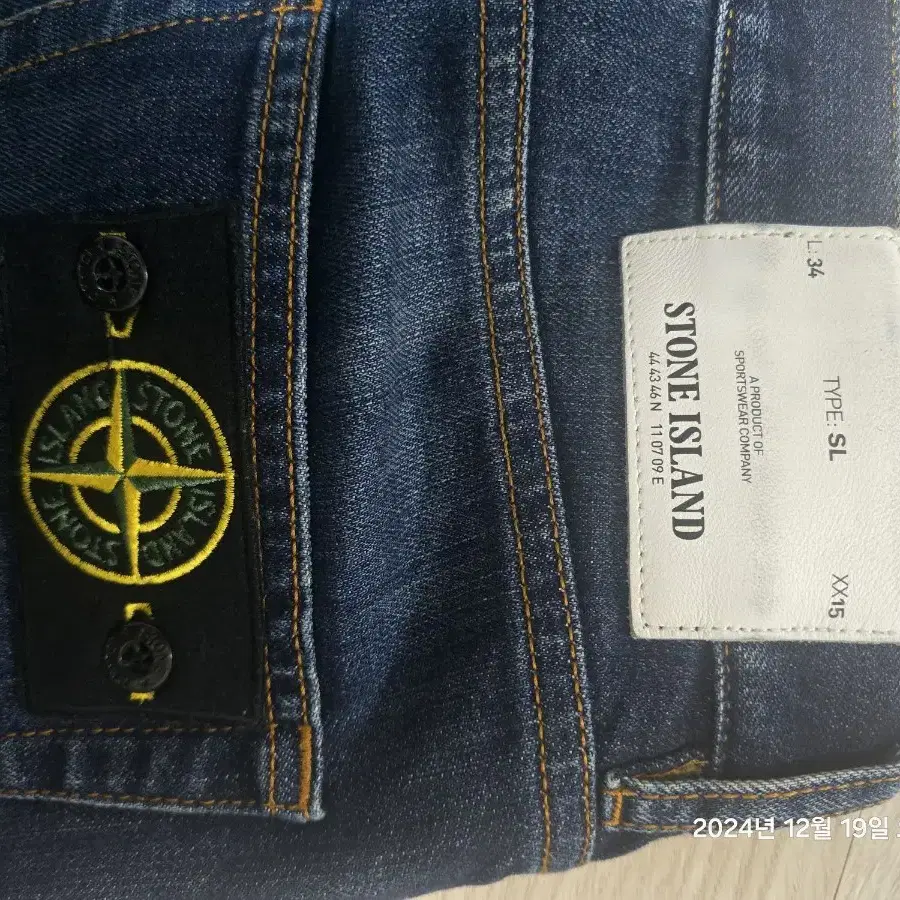 STONE ISLAND
STONE ISLAND
L: 34
TYPE: SL
XX15
A PRODUCT OF
SPORTSWEAR COMPANY
STONE ISLAND
44 43 46 N 11 07 09 E
2024년 12월 19일